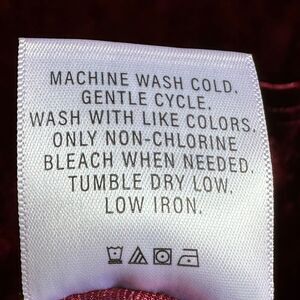 MACHINE WASH COLD.
GENTLE CYCLE.
WASH WITH LIKE COLORS.
ONLY NON-CHLORINE
BLEACH WHEN NEEDED.
TUMBLE DRY LOW.
LOW IRON.